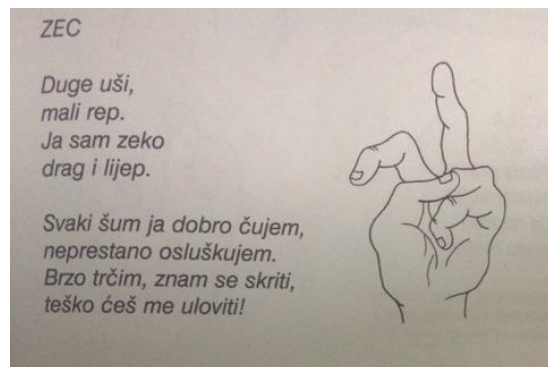 ZEC
Duge uši,
mali rep.
Ja sam zeko
drag i lijep.
Svaki šum ja dobro čujem,
neprestano osluškujem.
Brzo trčim, znam se skriti,
teško ćeš me uloviti!